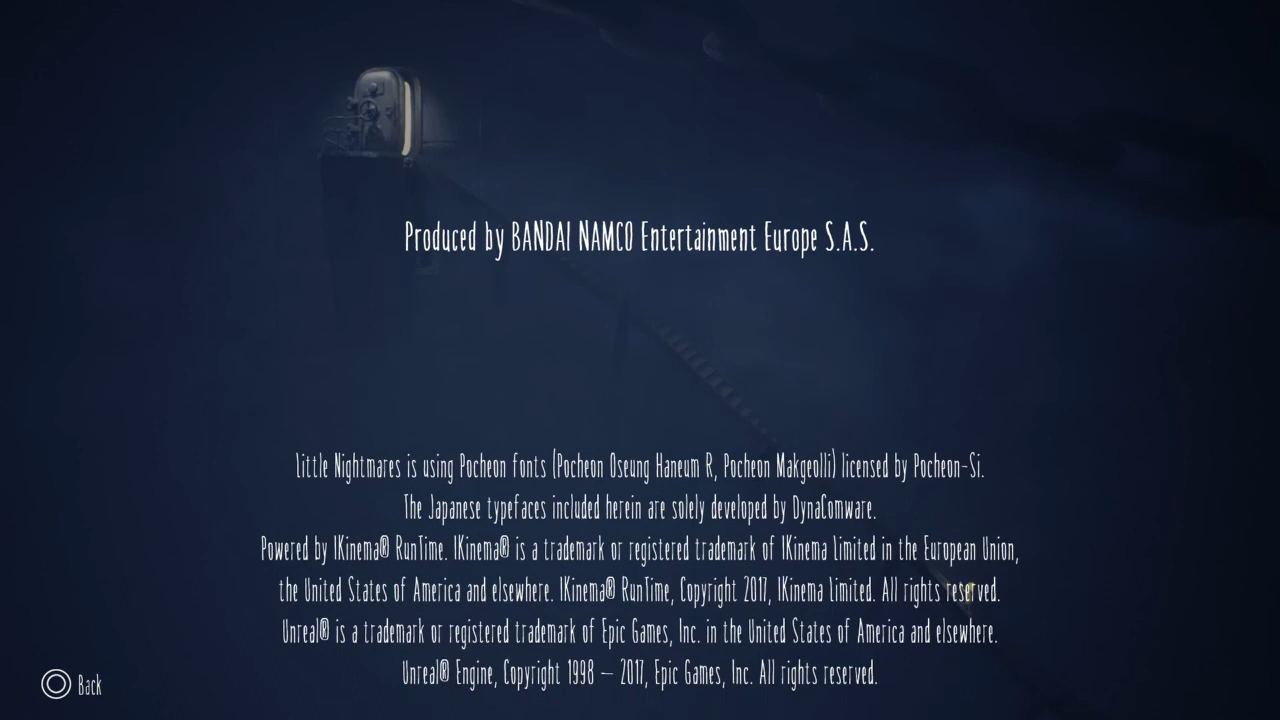 Produced by BANDAI NAMCO Entertainment Europe S.A.S.
Little Nightmares is using Pocheon fonts (Pocheon Oseung Haneum R, Pocheon Makgeolli) licensed by Pocheon-Si.
The Japanese typefaces included herein are solely developed by DynaComware.
Powered by IKinema® RunTime. IKinema® is a trademark or registered trademark of IKinema Limited in the European Union,
the United States of America and elsewhere. IKinema® RunTime, Copyright 2017, IKinema Limited. All rights reserved.
Unreal® is a trademark or registered trademark of Epic Games, Inc. in the United States of America and elsewhere.
Unreal® Engine, Copyright 1998 – 2017, Epic Games, Inc. All rights reserved.
Back